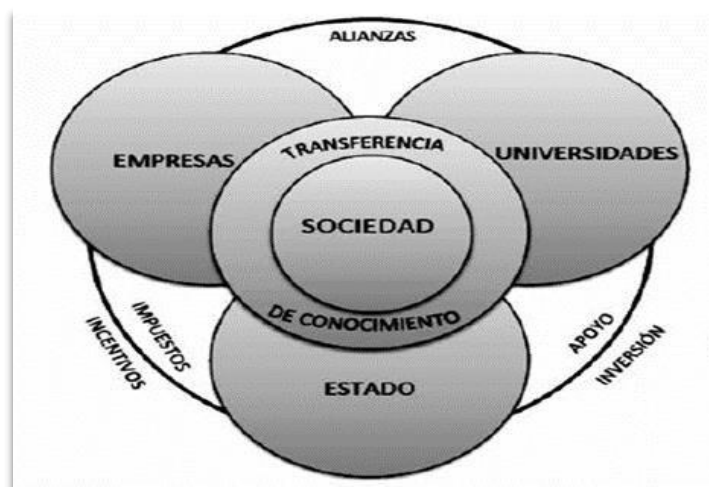 ALIANZAS
EMPRESAS
UNIVERSIDADES
TRANSFERENCIA
SOCIEDAD
DE CONOCIMIENTO
IMPUESTOS
INCENTIVOS
APOYO
INVERSIÓN
ESTADO